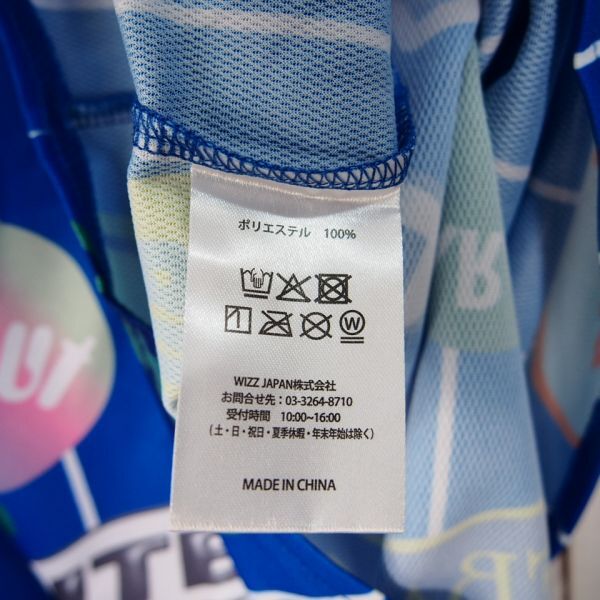 ポリエステル 100%
W
WIZZ JAPAN株式会社
お問合せ先：03-3264-8710
受付時間 10:00~16:00
（土・日・祝日・夏季休暇・年末年始は除く）
MADE IN CHINA